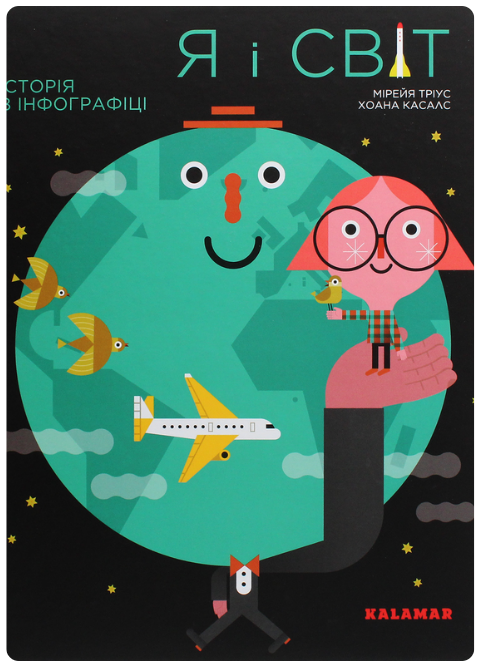 Я і СВІТ
СТОРІЯ
В ІНФОГРАФІЦІ
МІРЕЙЯ ТРІУС
ХОАНА КАСАЛС
KALAMAR